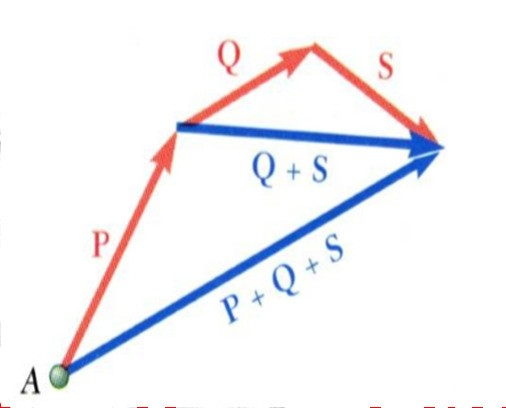 Q
S
Q + S
P
P + Q + S
A